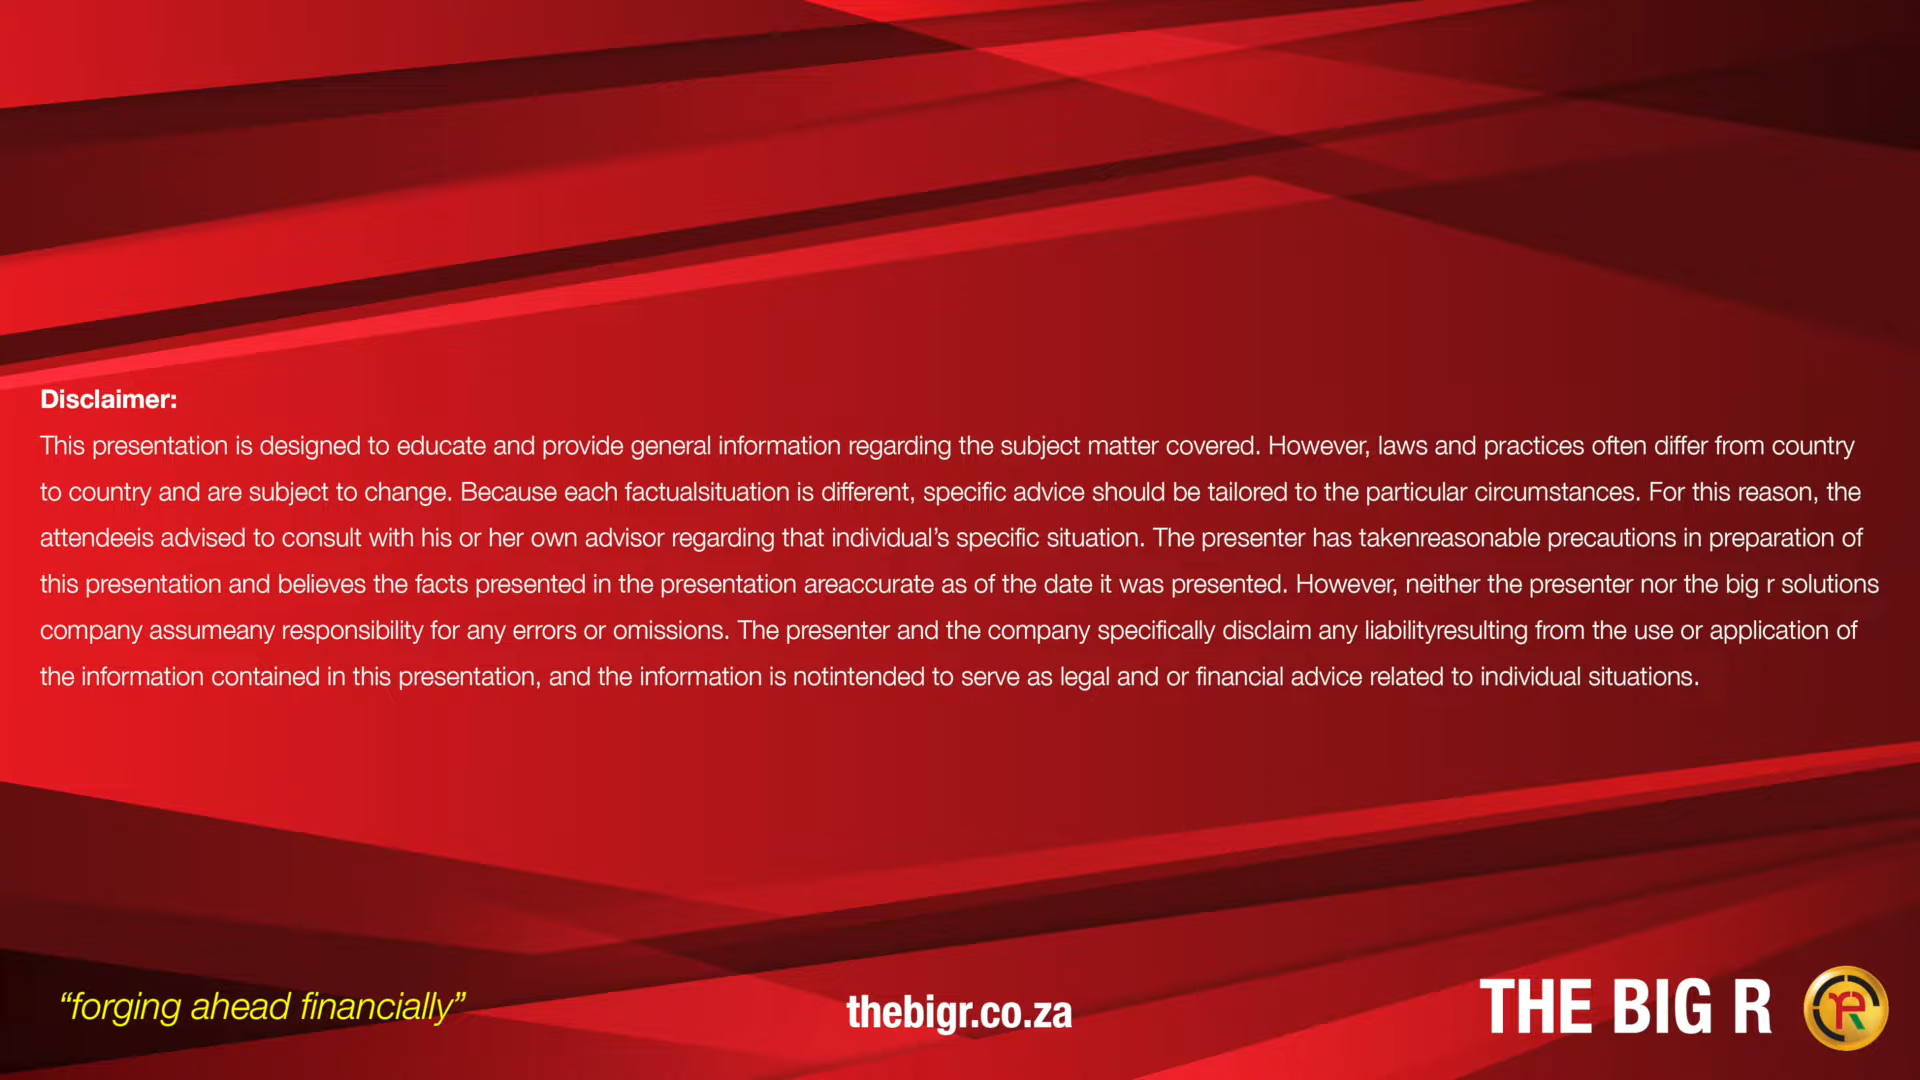 Disclaimer:
This presentation is designed to educate and provide general information regarding the subject matter covered. However, laws and practices often differ from country
to country and are subject to change. Because each factualsituation is different, specific advice should be tailored to the particular circumstances. For this reason, the
attendeeis advised to consult with his or her own advisor regarding that individual’s specific situation. The presenter has takenreasonable precautions in preparation of
this presentation and believes the facts presented in the presentation areaccurate as of the date it was presented. However, neither the presenter nor the big r solutions
company assumeany responsibility for any errors or omissions. The presenter and the company specifically disclaim any liabilityresulting from the use or application of
the information contained in this presentation, and the information is notintended to serve as legal and or financial advice related to individual situations.
“forging ahead financially”
thebigr.co.za
THE BIG R